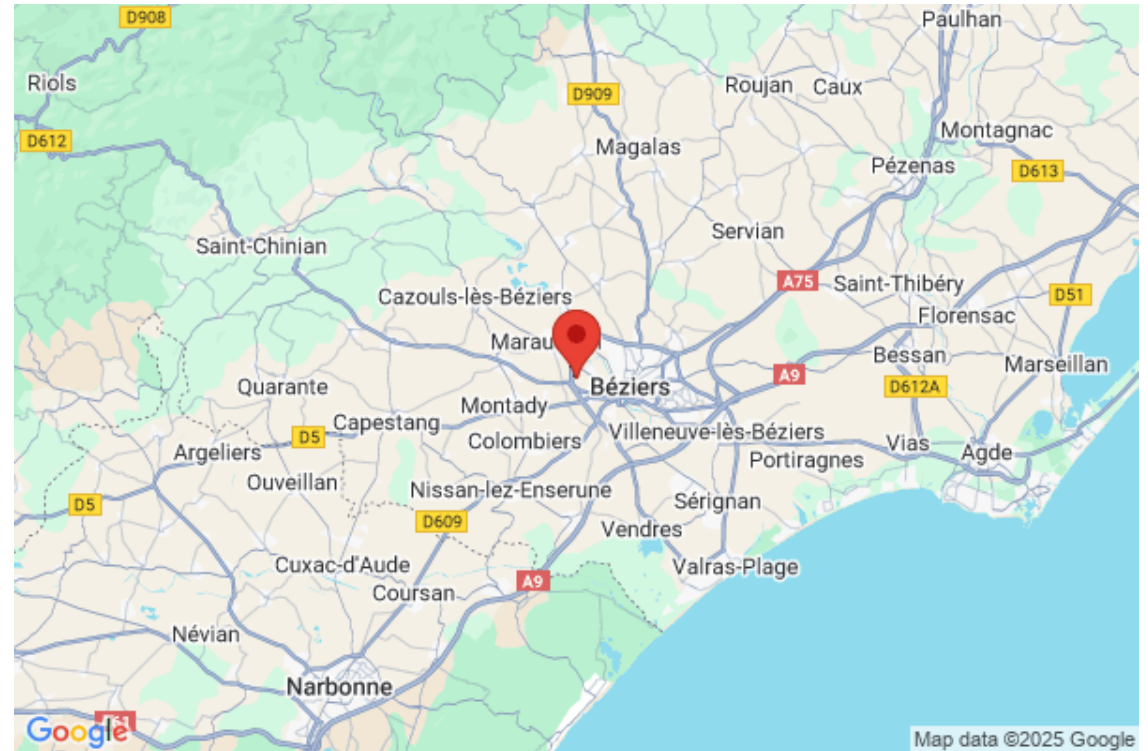 D908
Paulhan
Riols
Roujan
Caux
D909
D612
Magalas
Montagnac
Pézenas
D613
Servian
Saint-Chinian
A75
Saint-Thibéry
D51
Cazouls-lès-Béziers
Florensac
Bessan
Marseillan
A9
Béziers
D612A
Quarante
Montady
Capestang
D5
Colombiers
Villeneuve-lès-Béziers
Vias
Agde
Argeliers
Portiragnes
Ouveillan
Nissan-lez-Enserune
D5
Sérignan
D609
Vendres
Cuxac-d'Aude
Valras-Plage
A9
Coursan
Névian
Narbonne
Google
Map data ©2025 Google